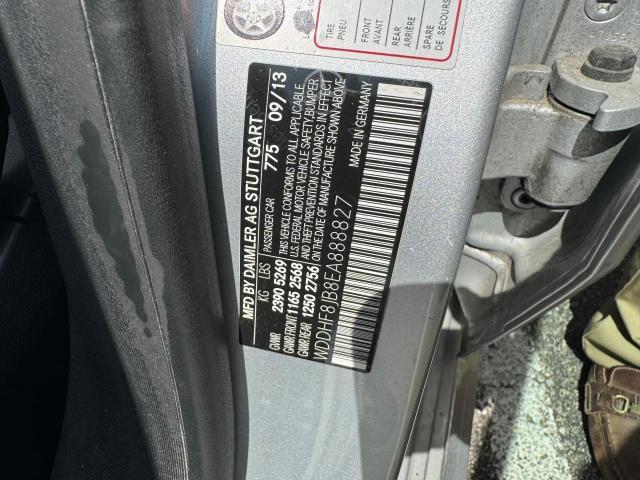 TIRE
PNEU
FRONT
AVANT
REAR
ARRIÈRE
SPARE
DE SECOURS
MFD BY DAIMLER AG STUTTGART 775 09/13
KG LBS PASSENGER CAR
GVWR 2390 5269
GAWR FRONT 1165 2568
GAWR REAR 1250 2756
THIS VEHICLE CONFORMS TO ALL APPLICABLE
U.S. FEDERAL MOTOR VEHICLE SAFETY, BUMPER
AND THEFT PREVENTION STANDARDS IN EFFECT
ON THE DATE OF MANUFACTURE SHOWN ABOVE
WDDHF8JB8EA888827
MADE IN GERMANY